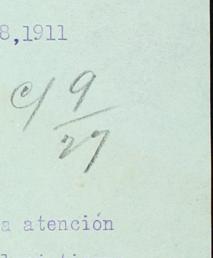 8,1911
c/ 9
27
a atención